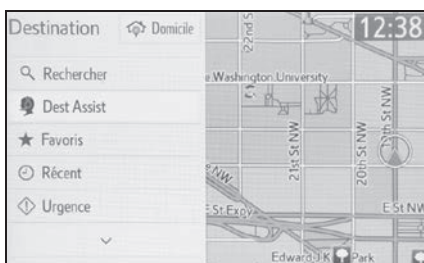 Destination
Domicile
12:38
Rechercher
Dest Assist
Favoris
Récent
Urgence
22nd S
e Washington University
21st St NW
20th St NW
19th St NW
E St Expy
E St NW
Edward J K Park